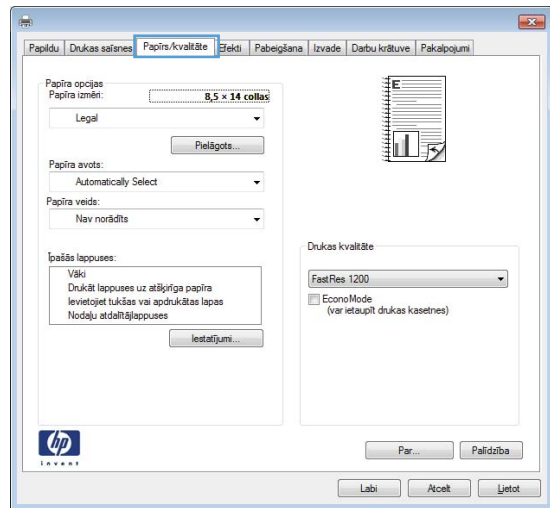 Papildu Drukas saīsnes Papīrs/kvalitāte Efekti Pabeigšana Izvade Darbu krātuve Pakalpojumi
Papīra opcijas
Papīra izmēri: 8,5 × 14 collas
Legal
Pielāgots...
Papīra avots:
Automatically Select
Papīra veids:
Nav norādīts
Īpašās lappuses:
Vāki
Drukāt lappuses uz atšķirīga papīra
Ievietojiet tukšas vai apdrukātas lapas
Nodaļu atdalītājlappuses
Iestatījumi...
E
Drukas kvalitāte
FastRes 1200
EconoMode
(var ietaupīt drukas kasetnes)
hp
invent
Par... Palīdzība
Labi Atcelt Lietot